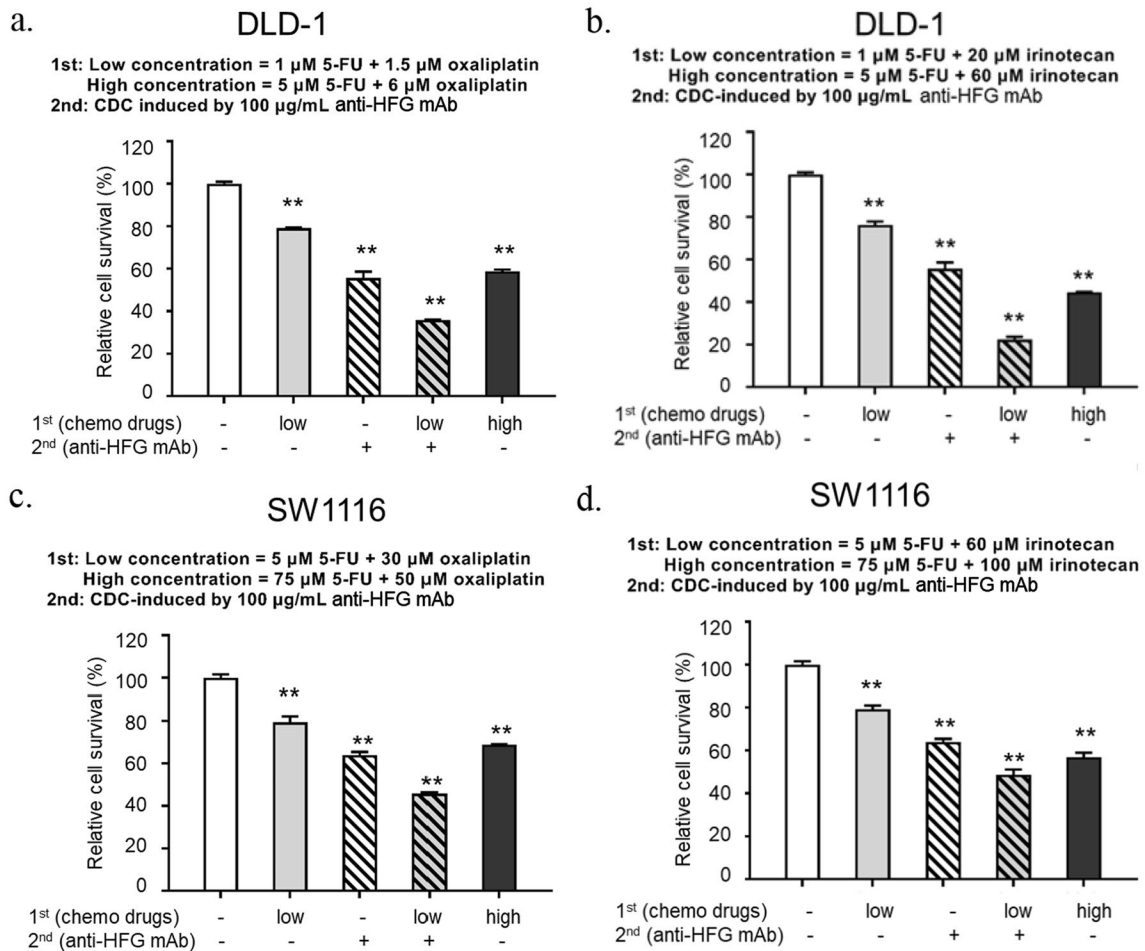 a.
DLD-1
1st: Low concentration = 1 µM 5-FU + 1.5 µM oxaliplatin
High concentration = 5 µM 5-FU + 6 µM oxaliplatin
2nd: CDC induced by 100 µg/mL anti-HFG mAb
Relative cell survival (%)
120
100
80
60
40
20
0
** ** ** **
1st (chemo drugs) - low - low high
2nd (anti-HFG mAb) - - + + -
b.
DLD-1
1st: Low concentration = 1 µM 5-FU + 20 µM irinotecan
High concentration = 5 µM 5-FU + 60 µM irinotecan
2nd: CDC-induced by 100 µg/mL anti-HFG mAb
Relative cell survival (%)
120
100
80
60
40
20
0
** ** ** **
1st (chemo drugs) - low - low high
2nd (anti-HFG mAb) - - + + -
c.
SW1116
1st: Low concentration = 5 µM 5-FU + 30 µM oxaliplatin
High concentration = 75 µM 5-FU + 50 µM oxaliplatin
2nd: CDC-induced by 100 µg/mL anti-HFG mAb
Relative cell survival (%)
120
100
80
60
40
20
0
** ** ** **
1st (chemo drugs) - low - low high
2nd (anti-HFG mAb) - - + + -
d.
SW1116
1st: Low concentration = 5 µM 5-FU + 60 µM irinotecan
High concentration = 75 µM 5-FU + 100 µM irinotecan
2nd: CDC-induced by 100 µg/mL anti-HFG mAb
Relative cell survival (%)
120
100
80
60
40
20
0
** ** ** **
1st (chemo drugs) - low - low high
2nd (anti-HFG mAb) - - + + -